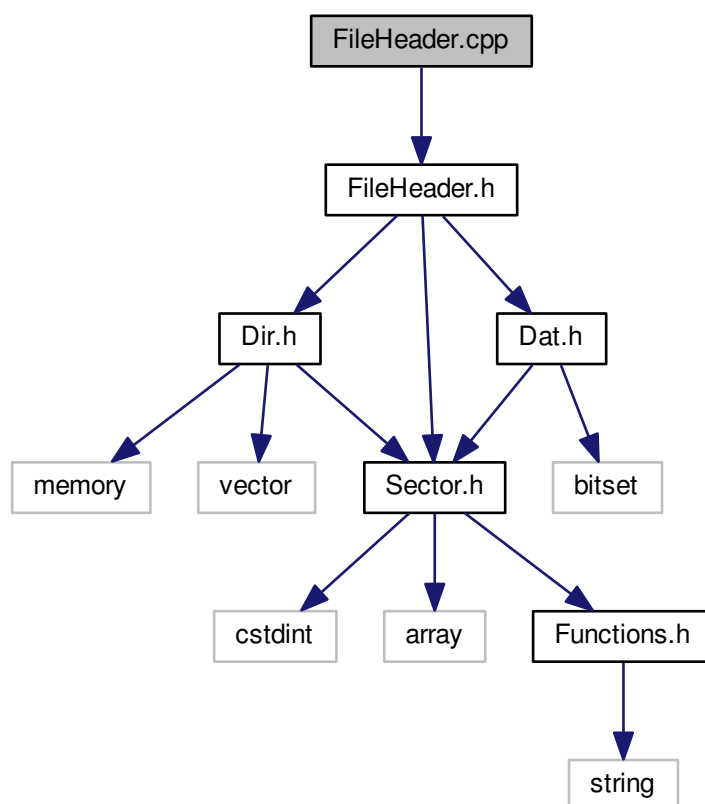 FileHeader.cpp
FileHeader.h
Dir.h
Dat.h
memory
vector
Sector.h
bitset
cstdint
array
Functions.h
string